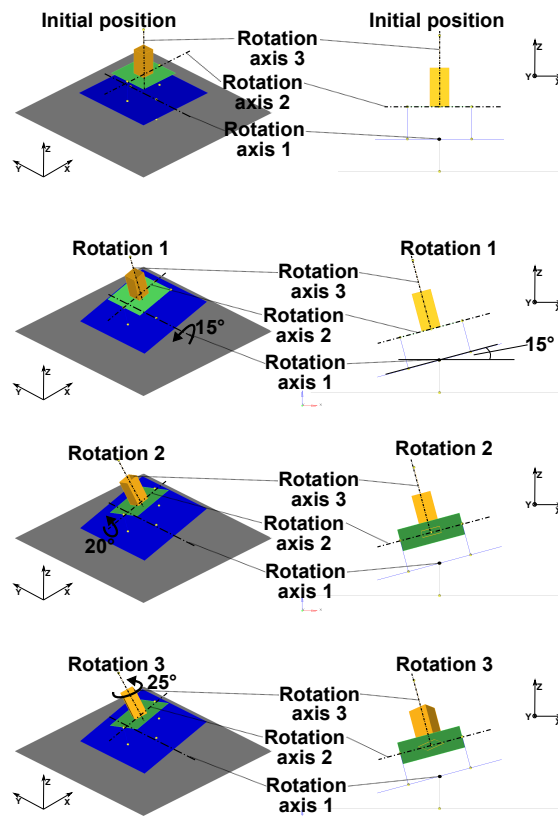 Initial position
Initial position
Rotation
axis 3
Rotation
axis 2
Rotation
axis 1
Z
Y
X
Z
Y
X
Rotation 1
Rotation 1
Rotation
axis 3
Rotation
axis 2
Rotation
axis 1
15°
15°
Z
Y
X
Z
Y
X
Rotation 2
Rotation 2
Rotation
axis 3
Rotation
axis 2
Rotation
axis 1
20°
Z
Y
X
Z
Y
X
Rotation 3
Rotation 3
25°
Rotation
axis 3
Rotation
axis 2
Rotation
axis 1
Z
Y
X
Z
Y
X